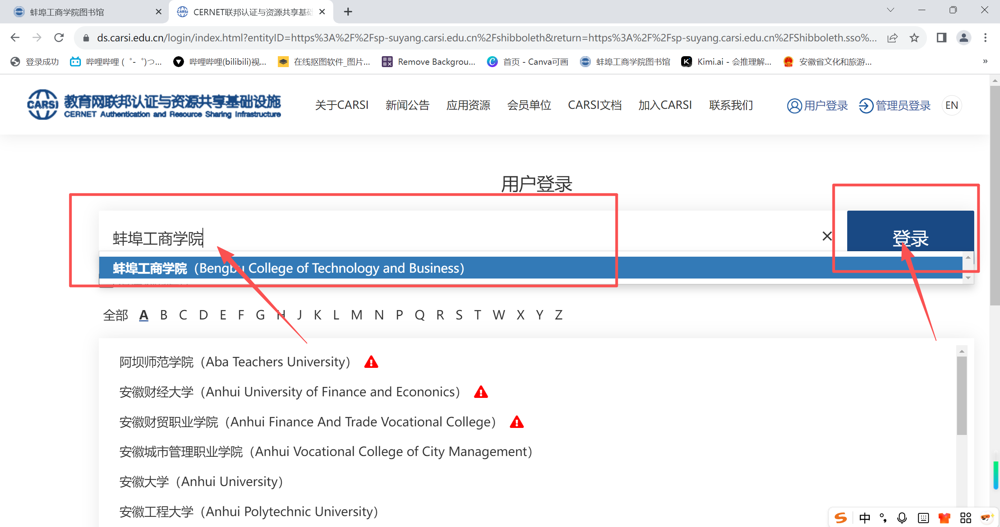 蚌埠工商学院图书馆
CERNET联邦认证与资源共享基础
ds.carsi.edu.cn/login/index.html?entityID=https%3A%2F%2Fsp-suyang.carsi.edu.cn%2Fshibboleth&return=https%3A%2F%2Fsp-suyang.carsi.edu.cn%2FShibboleth.sso%...
登录成功 哔哩哔哩 ( ゜- ゜)つ... 哔哩哔哩(bilibili)视... 在线抠图软件_图片... Remove Backgrou... 首页 - Canva可画 蚌埠工商学院图书馆 Kimi.ai - 会推理解... 安徽省文化和旅游... »
CARSI 教育网联邦认证与资源共享基础设施
CERNET Authentication and Resource Sharing Infrastructure
关于CARSI 新闻公告 应用资源 会员单位 CARSI文档 加入CARSI 联系我们 用户登录 管理员登录 EN
用户登录
蚌埠工商学院
登录
蚌埠工商学院（Bengbu College of Technology and Business）
全部 A B C D E F G H J K L M N P Q R S T W X Y Z
阿坝师范学院（Aba Teachers University）
安徽财经大学（Anhui University of Finance and Econonics）
安徽财贸职业学院（Anhui Finance And Trade Vocational College）
安徽城市管理职业学院（Anhui Vocational College of City Management）
安徽大学（Anhui University）
安徽工程大学（Anhui Polytechnic University）
中